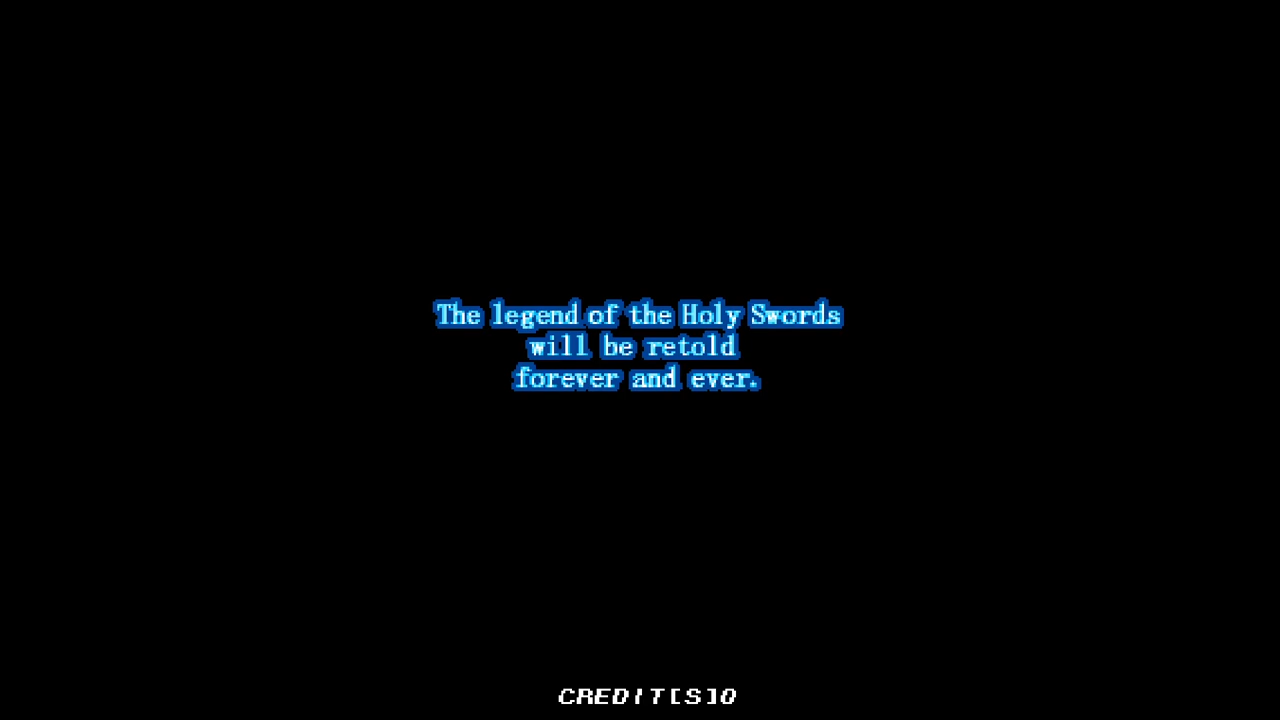 The legend of the Holy Swords
will be retold
forever and ever.
CREDIT[S]0